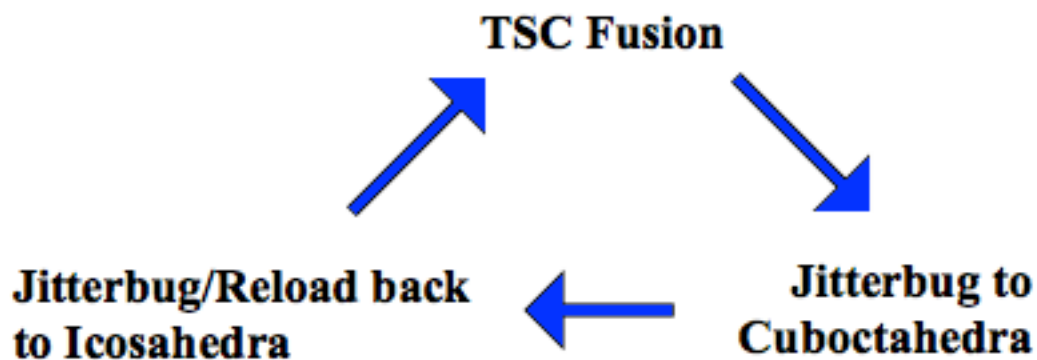 TSC Fusion
Jitterbug/Reload back
to Icosahedra
Jitterbug to
Cuboctahedra